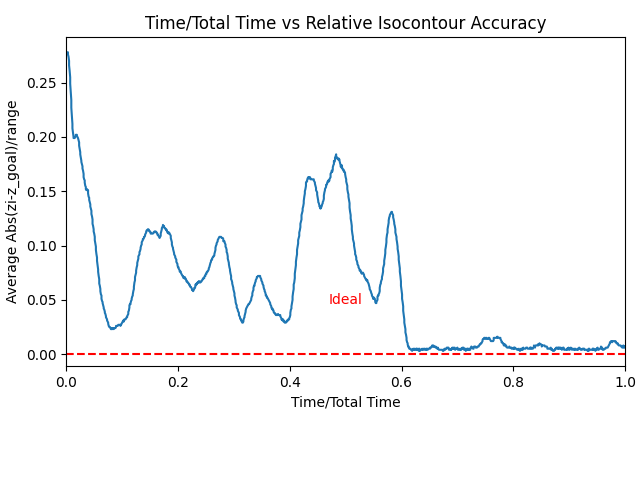 Time/Total Time vs Relative Isocontour Accuracy
Average Abs(zi-z_goal)/range
0.25
0.20
0.15
0.10
0.05
0.00
Ideal
0.0 0.2 0.4 0.6 0.8 1.0
Time/Total Time